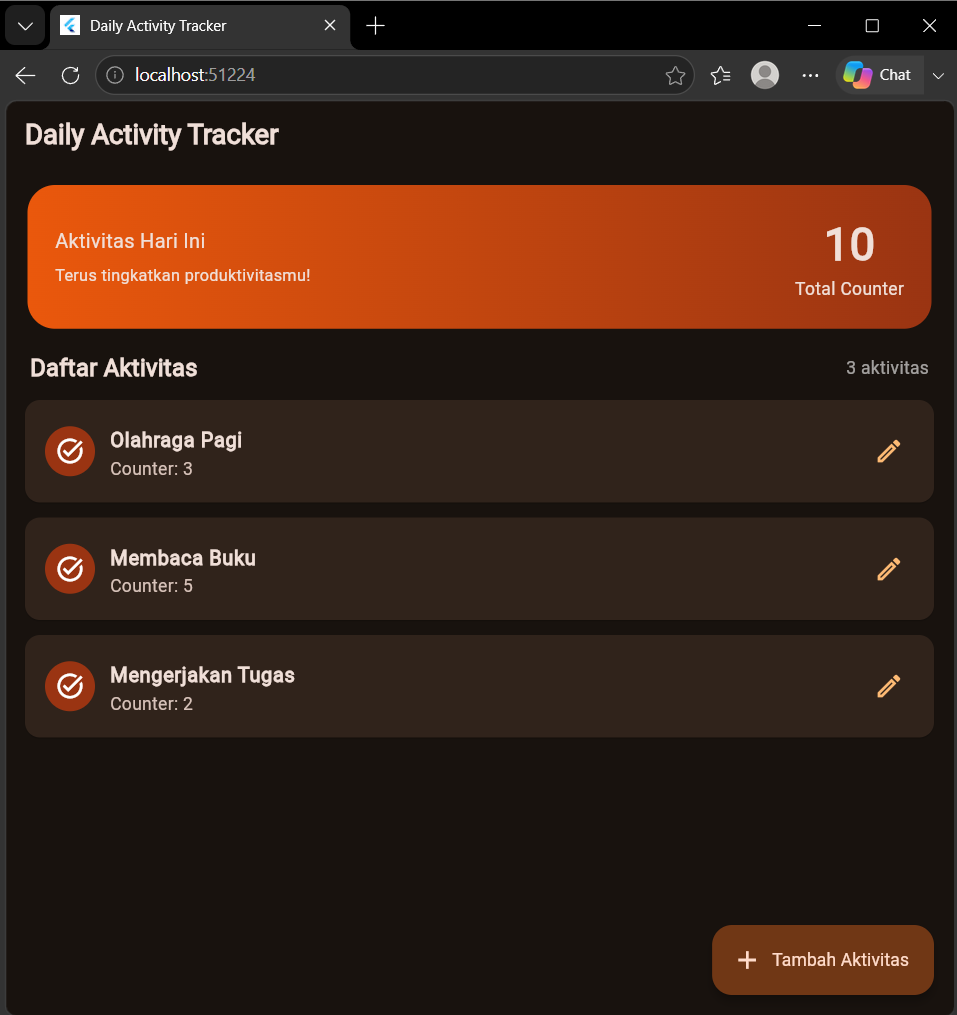 Daily Activity Tracker
localhost:51224
Chat
Daily Activity Tracker
Aktivitas Hari Ini
Terus tingkatkan produktivitasmu!
10
Total Counter
Daftar Aktivitas
3 aktivitas
Olahraga Pagi
Counter: 3
Membaca Buku
Counter: 5
Mengerjakan Tugas
Counter: 2
Tambah Aktivitas